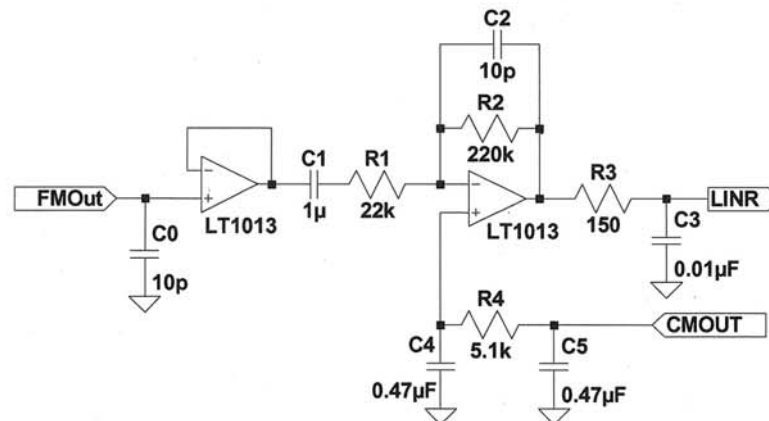 C2
10p
R2
220k
C1
1µ
R1
22k
R3
150
FMOut
LT1013
LT1013
LINR
C0
10p
C3
0.01µF
R4
5.1k
CMOUT
C4
0.47µF
C5
0.47µF